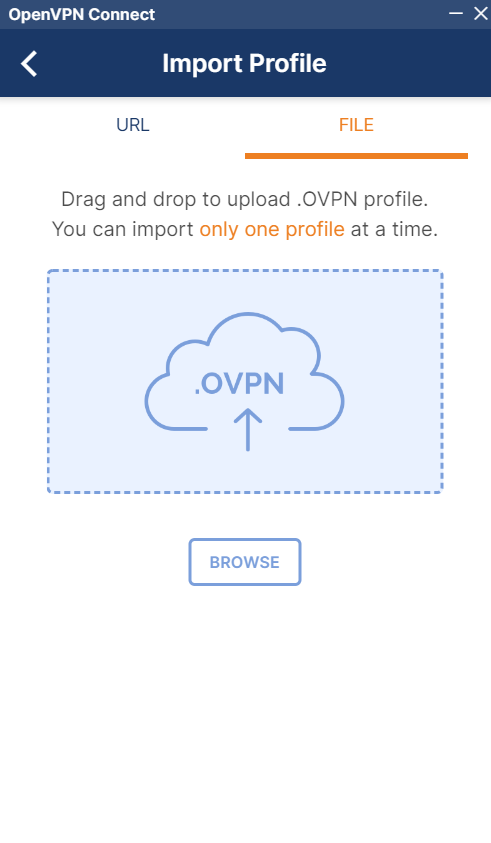 OpenVPN Connect
Import Profile
URL
FILE
Drag and drop to upload .OVPN profile.
You can import only one profile at a time.
.OVPN
BROWSE